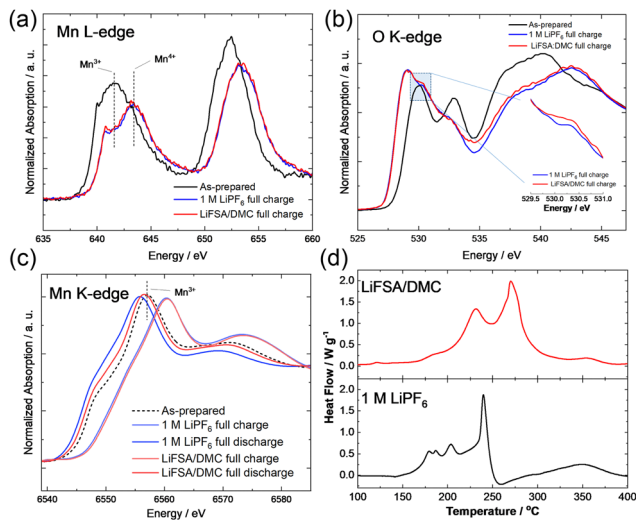 (a)
Mn L-edge
Mn3+
Mn4+
As-prepared
1 M LiPF6 full charge
LiFSA/DMC full charge
Normalized Absorption / a. u.
635 640 645 650 655 660
Energy / eV
(b)
O K-edge
As-prepared
1 M LiPF6 full charge
LiFSA/DMC full charge
1 M LiPF6 full charge
LiFSA/DMC full charge
529.5 530.0 530.5 531.0
Energy / eV
Normalized Absorption / a. u.
525 530 535 540 545
Energy / eV
(c)
Mn K-edge
Mn3+
As-prepared
1 M LiPF6 full charge
1 M LiPF6 full discharge
LiFSA/DMC full charge
LiFSA/DMC full discharge
Normalized Absorption / a. u.
6540 6550 6560 6570 6580
Energy / eV
(d)
LiFSA/DMC
2.0
1.5
1.0
0.5
0.0
1 M LiPF6
2.0
1.5
1.0
0.5
0.0
Heat Flow / W g-1
100 150 200 250 300 350 400
Temperature / °C